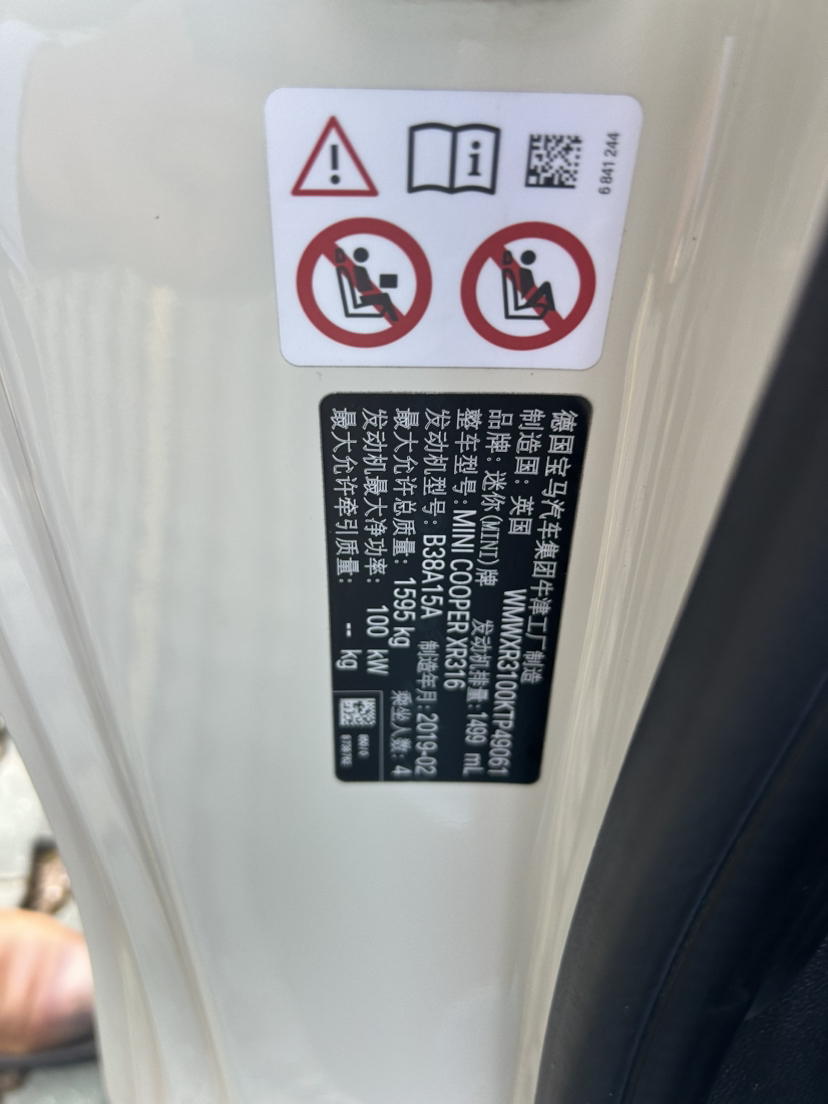 6 841 244
德国宝马汽车集团牛津工厂制造
制造国：英国 WMWXR3100KTP49061
品牌：迷你(MINI)牌 发动机排量：1499 mL
整车型号：MINI COOPER XR316
发动机型号：B38A15A 制造年月：2019-02
最大允许总质量：1595 kg 乘坐人数：4
发动机最大净功率：100 kW
最大允许牵引质量：-- kg